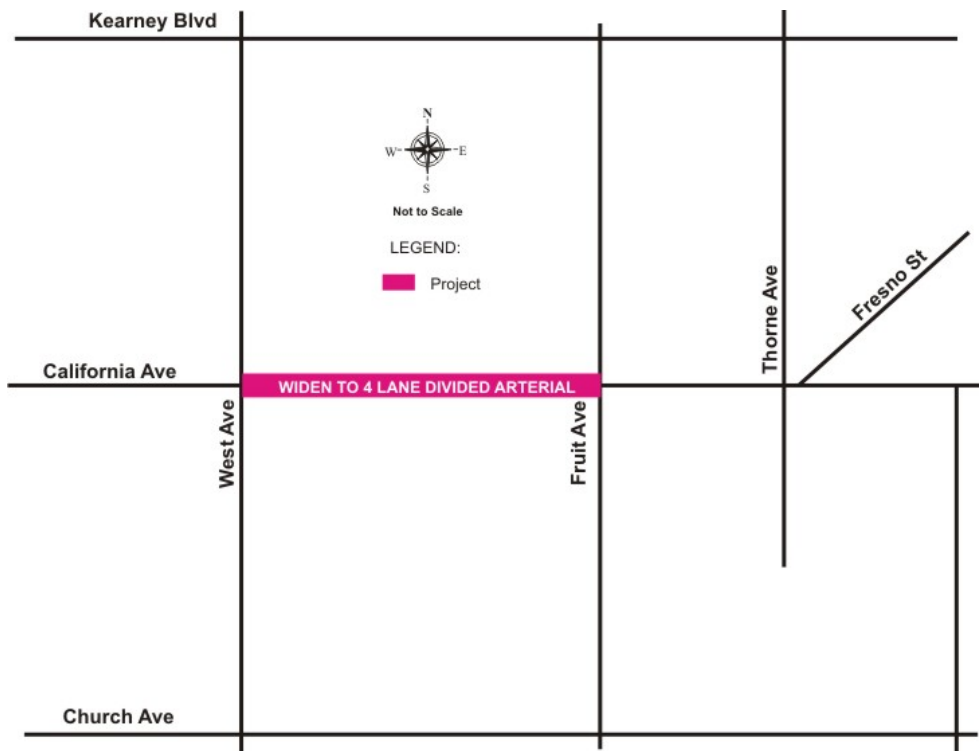 Kearney Blvd
N
W
E
S
Not to Scale
LEGEND:
Project
Fresno St
Thorne Ave
California Ave
WIDEN TO 4 LANE DIVIDED ARTERIAL
West Ave
Fruit Ave
Church Ave